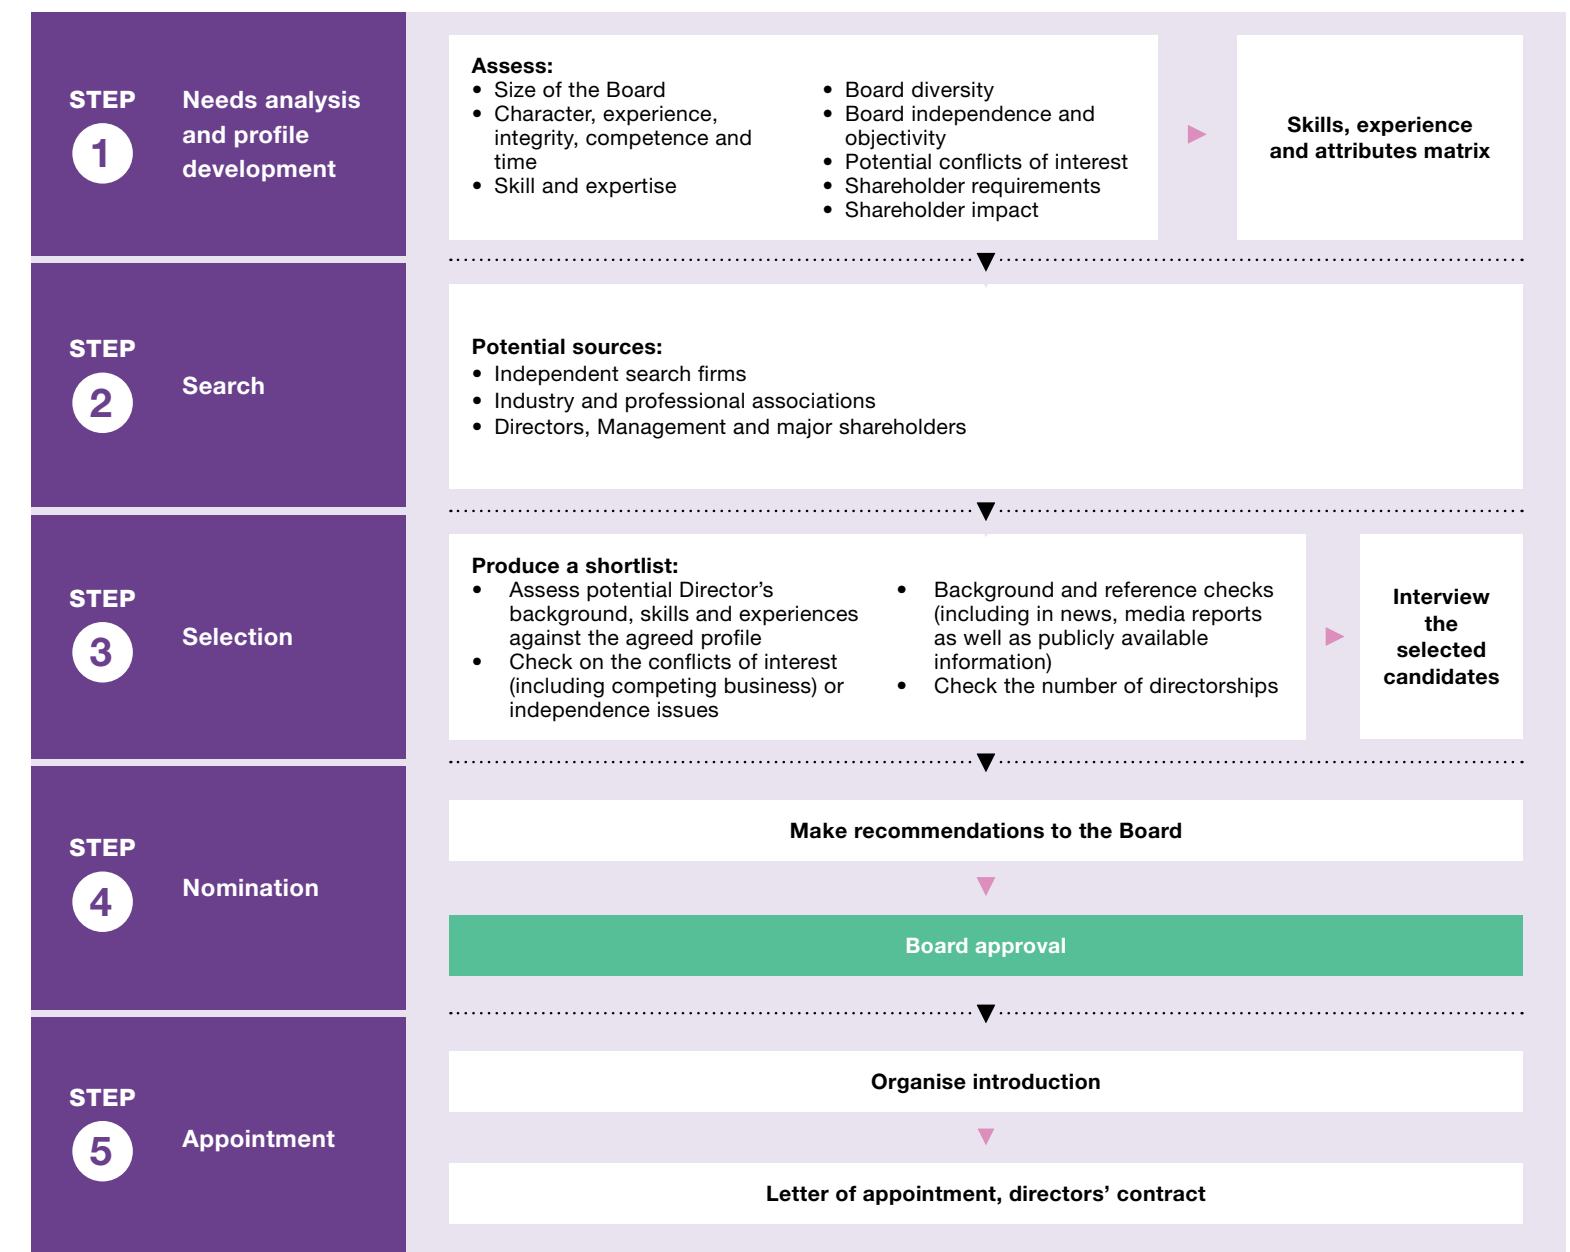 STEP
1
Needs analysis
and profile
development
Assess:
• Size of the Board
• Character, experience,
integrity, competence and
time
• Skill and expertise
• Board diversity
• Board independence and
objectivity
• Potential conflicts of interest
• Shareholder requirements
• Shareholder impact
Skills, experience
and attributes matrix
STEP
2
Search
Potential sources:
• Independent search firms
• Industry and professional associations
• Directors, Management and major shareholders
STEP
3
Selection
Produce a shortlist:
• Assess potential Director’s
background, skills and experiences
against the agreed profile
• Check on the conflicts of interest
(including competing business) or
independence issues
• Background and reference checks
(including in news, media reports
as well as publicly available
information)
• Check the number of directorships
Interview
the
selected
candidates
STEP
4
Nomination
Make recommendations to the Board
Board approval
STEP
5
Appointment
Organise introduction
Letter of appointment, directors’ contract